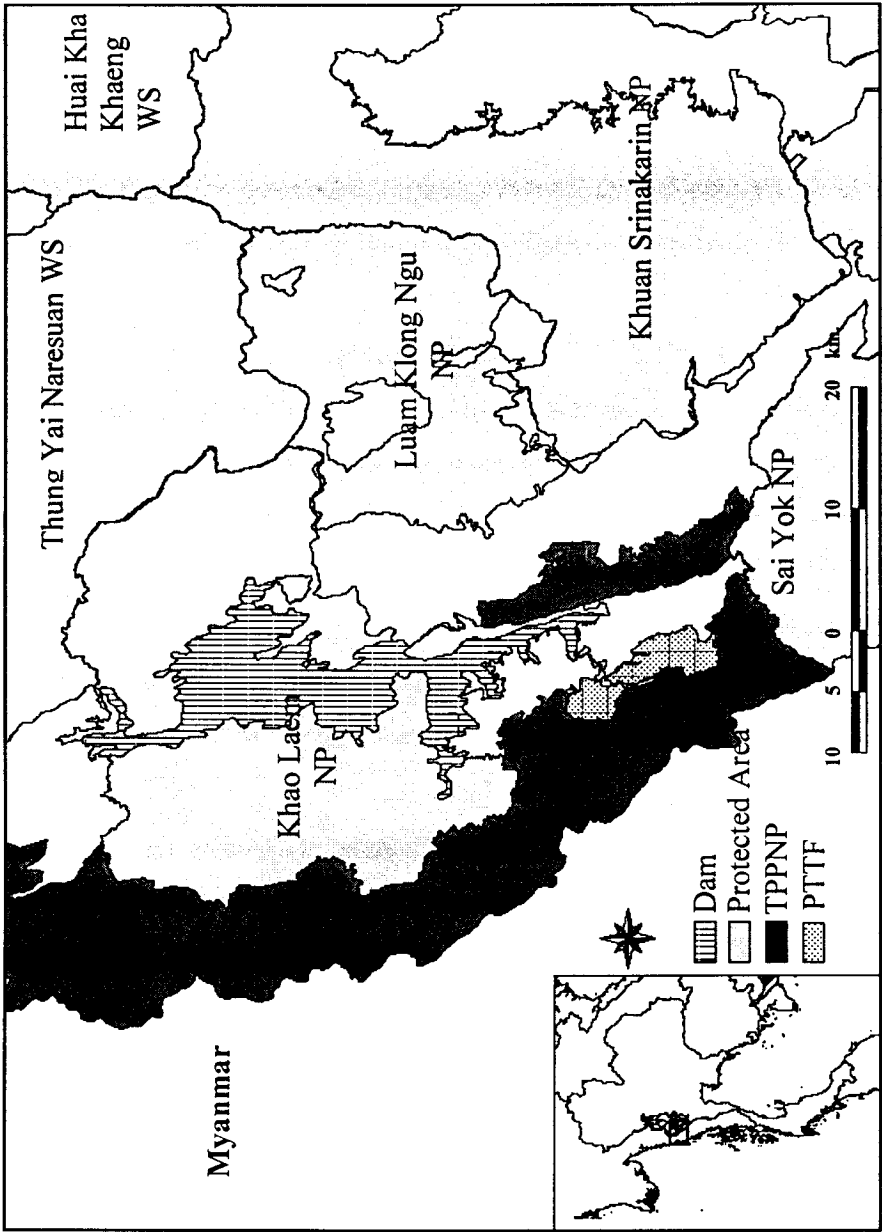 Thung Yai Naresuan WS
Huai Kha
Khaeng
WS
Myanmar
Khao Laem
NP
Luam Klong Ngu
NP
Khuan Srinakarin NP
Sai Yok NP
Dam
Protected Area
TPPNP
PTTF
10 5 0 10 20 km